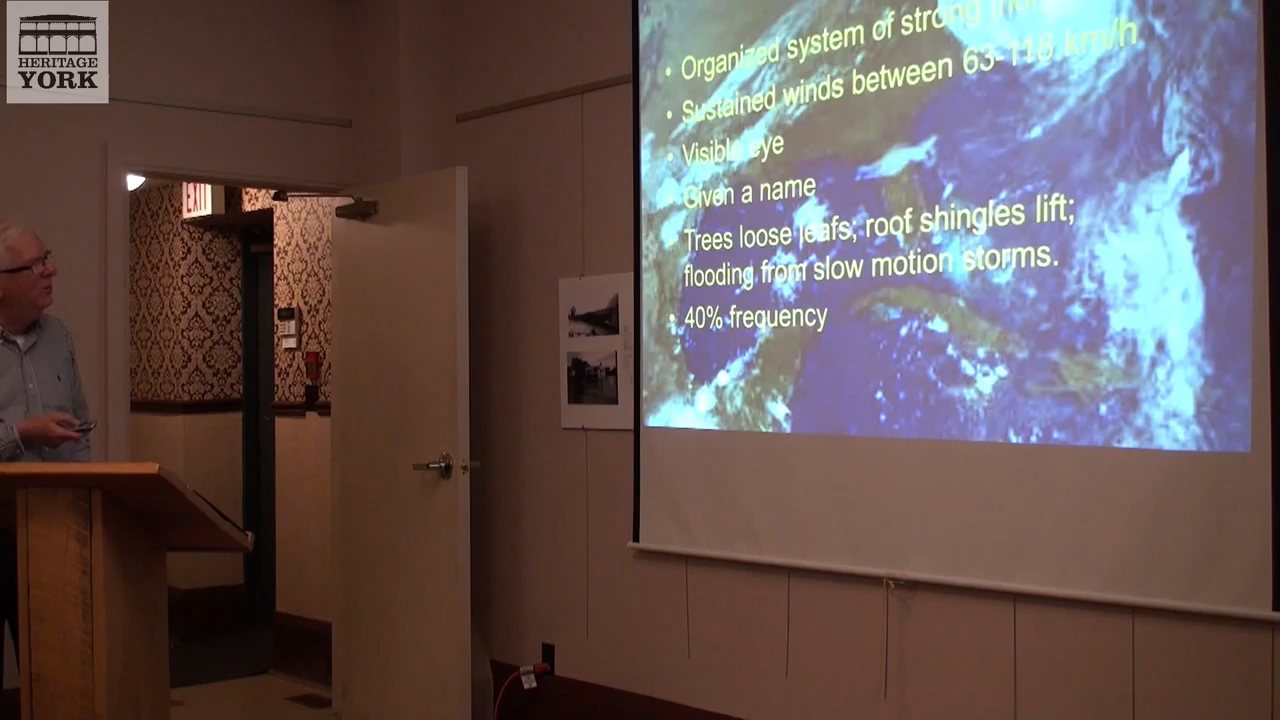 HERITAGE
YORK
EXIT
• Organized system of strong
• Sustained winds between 63-118 km/h
• Visible eye
• Given a name
• Trees loose leafs; roof shingles lift;
flooding from slow motion storms.
• 40% frequency